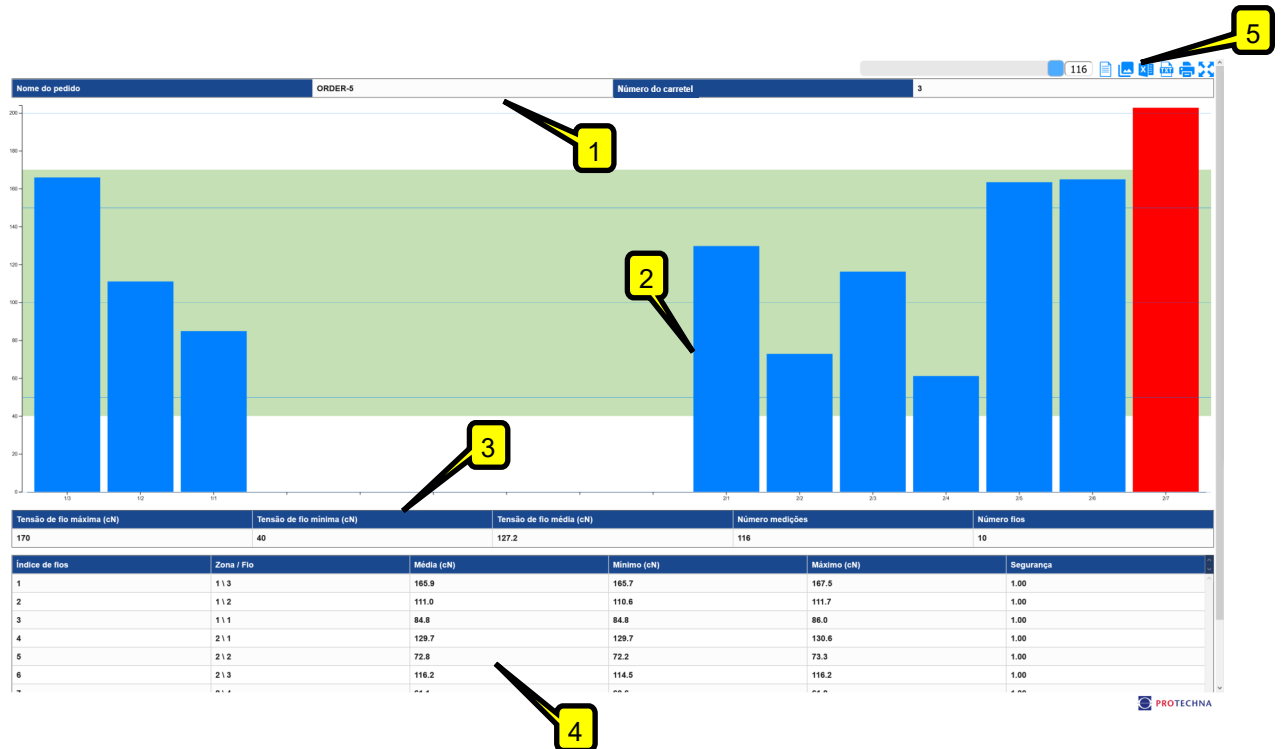 5
116 TXT
Nome do pedido ORDER-5 Número do carretel 3
1
200
180
160
140
120
2
100
80
60
40
3
20
0
1/3 1/2 1/1 2/1 2/2 2/3 2/4 2/5 2/6 2/7
Tensão de fio máxima (cN) Tensão de fio mínima (cN) Tensão de fio média (cN) Número medições Número fios
170 40 127.2 116 10
Índice de fios Zona / Fio Média (cN) Mínimo (cN) Máximo (cN) Segurança
1 1 \ 3 165.9 165.7 167.5 1.00
2 1 \ 2 111.0 110.6 111.7 1.00
3 1 \ 1 84.8 84.8 86.0 1.00
4 2 \ 1 129.7 129.7 130.6 1.00
5 2 \ 2 72.8 72.2 73.3 1.00
6 2 \ 3 116.2 114.5 116.2 1.00
PROTECHNA
4